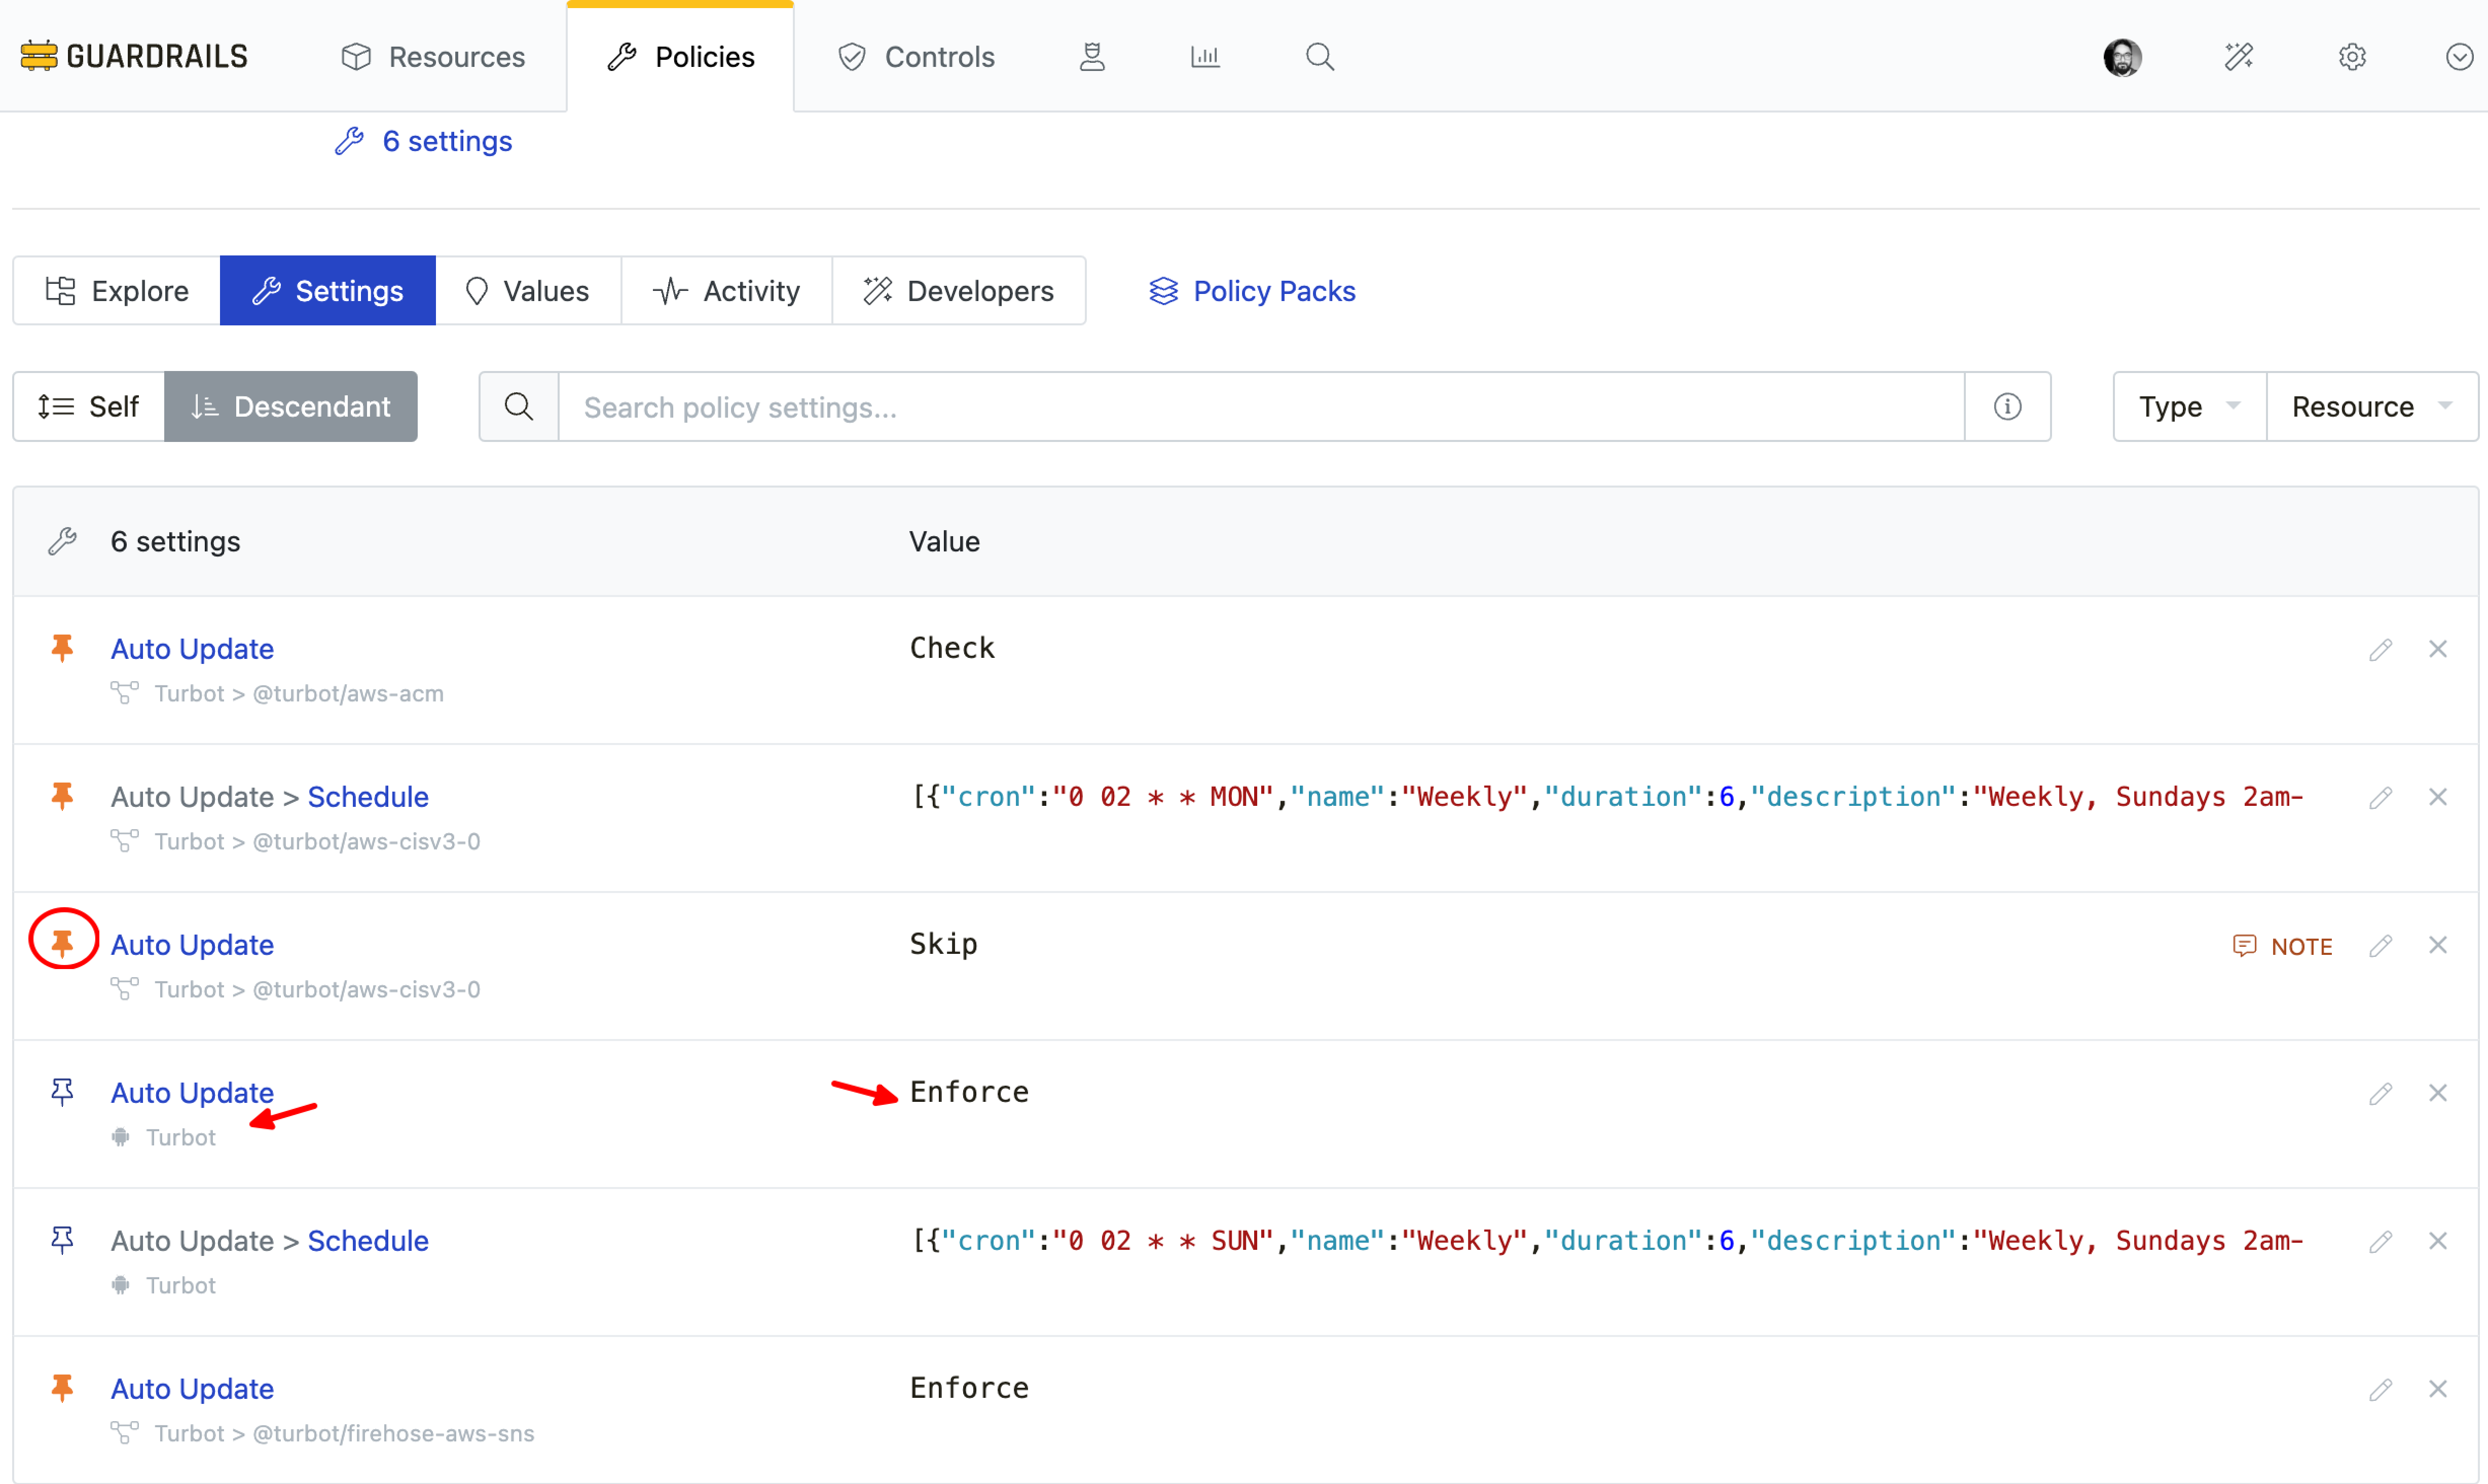 GUARDRAILS Resources Policies Controls
6 settings
Explore Settings Values Activity Developers Policy Packs
Self Descendant Search policy settings... Type Resource
6 settings Value
Auto Update Check
Turbot > @turbot/aws-acm
Auto Update > Schedule [{"cron":"0 02 * * MON","name":"Weekly","duration":6,"description":"Weekly, Sundays 2am-
Turbot > @turbot/aws-cisv3-0
Auto Update Skip NOTE
Turbot > @turbot/aws-cisv3-0
Auto Update Enforce
Turbot
Auto Update > Schedule [{"cron":"0 02 * * SUN","name":"Weekly","duration":6,"description":"Weekly, Sundays 2am-
Turbot
Auto Update Enforce
Turbot > @turbot/firehose-aws-sns